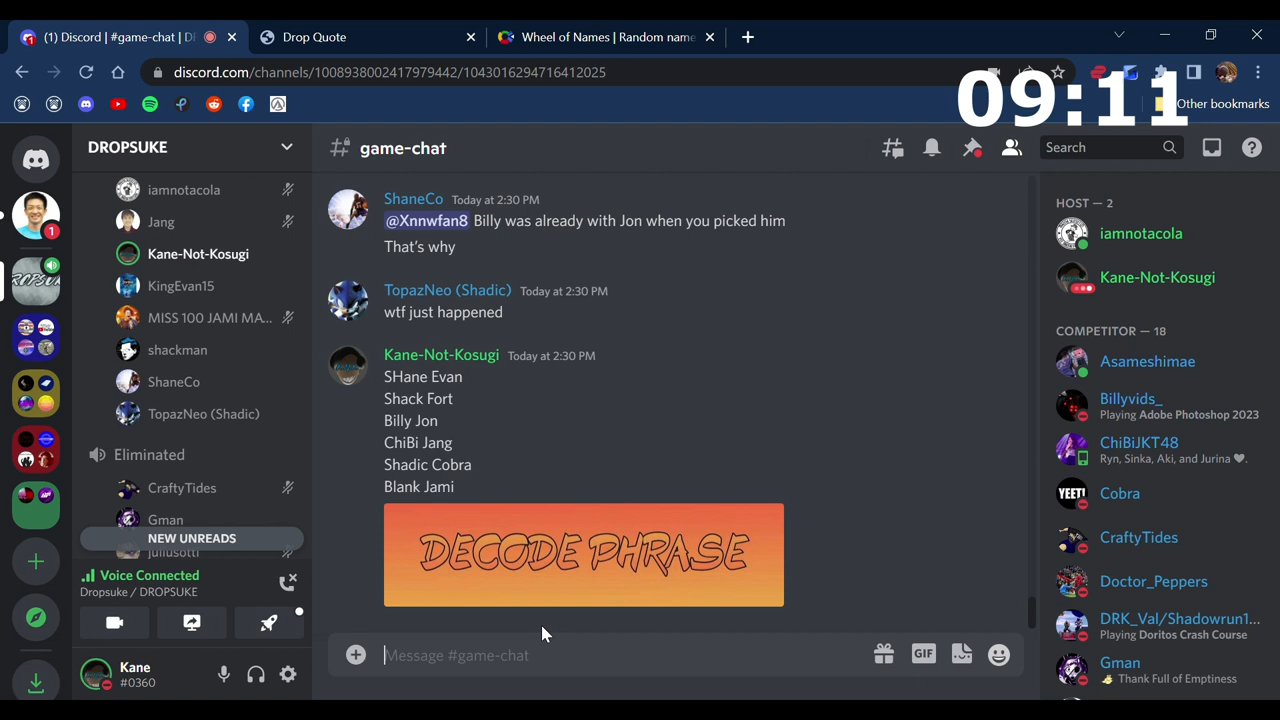 (1) Discord | #game-chat | D
Drop Quote
Wheel of Names | Random name
discord.com/channels/1008938002417979442/1043016294716412025
09:11
Other bookmarks
DROPSUKE
iamnotacola
Jang
Kane-Not-Kosugi
KingEvan15
MISS 100 JAMI MA...
shackman
ShaneCo
TopazNeo (Shadic)
Eliminated
CraftyTides
Gman
NEW UNREADS
Voice Connected
Dropsuke / DROPSUKE
Kane
#0360
game-chat
Search
ShaneCo Today at 2:30 PM
@Xnnwfan8 Billy was already with Jon when you picked him
That's why
TopazNeo (Shadic) Today at 2:30 PM
wtf just happened
Kane-Not-Kosugi Today at 2:30 PM
SHane Evan
Shack Fort
Billy Jon
ChiBi Jang
Shadic Cobra
Blank Jami
DECODE PHRASE
Message #game-chat
GIF
HOST — 2
iamnotacola
Kane-Not-Kosugi
COMPETITOR — 18
Asameshimae
Billyvids_
Playing Adobe Photoshop 2023
ChiBiJKT48
Ryn, Sinka, Aki, and Jurina
YEET!
Cobra
CraftyTides
Doctor_Peppers
DRK_Val/Shadowrun1...
Playing Doritos Crash Course
Gman
Thank Full of Emptiness